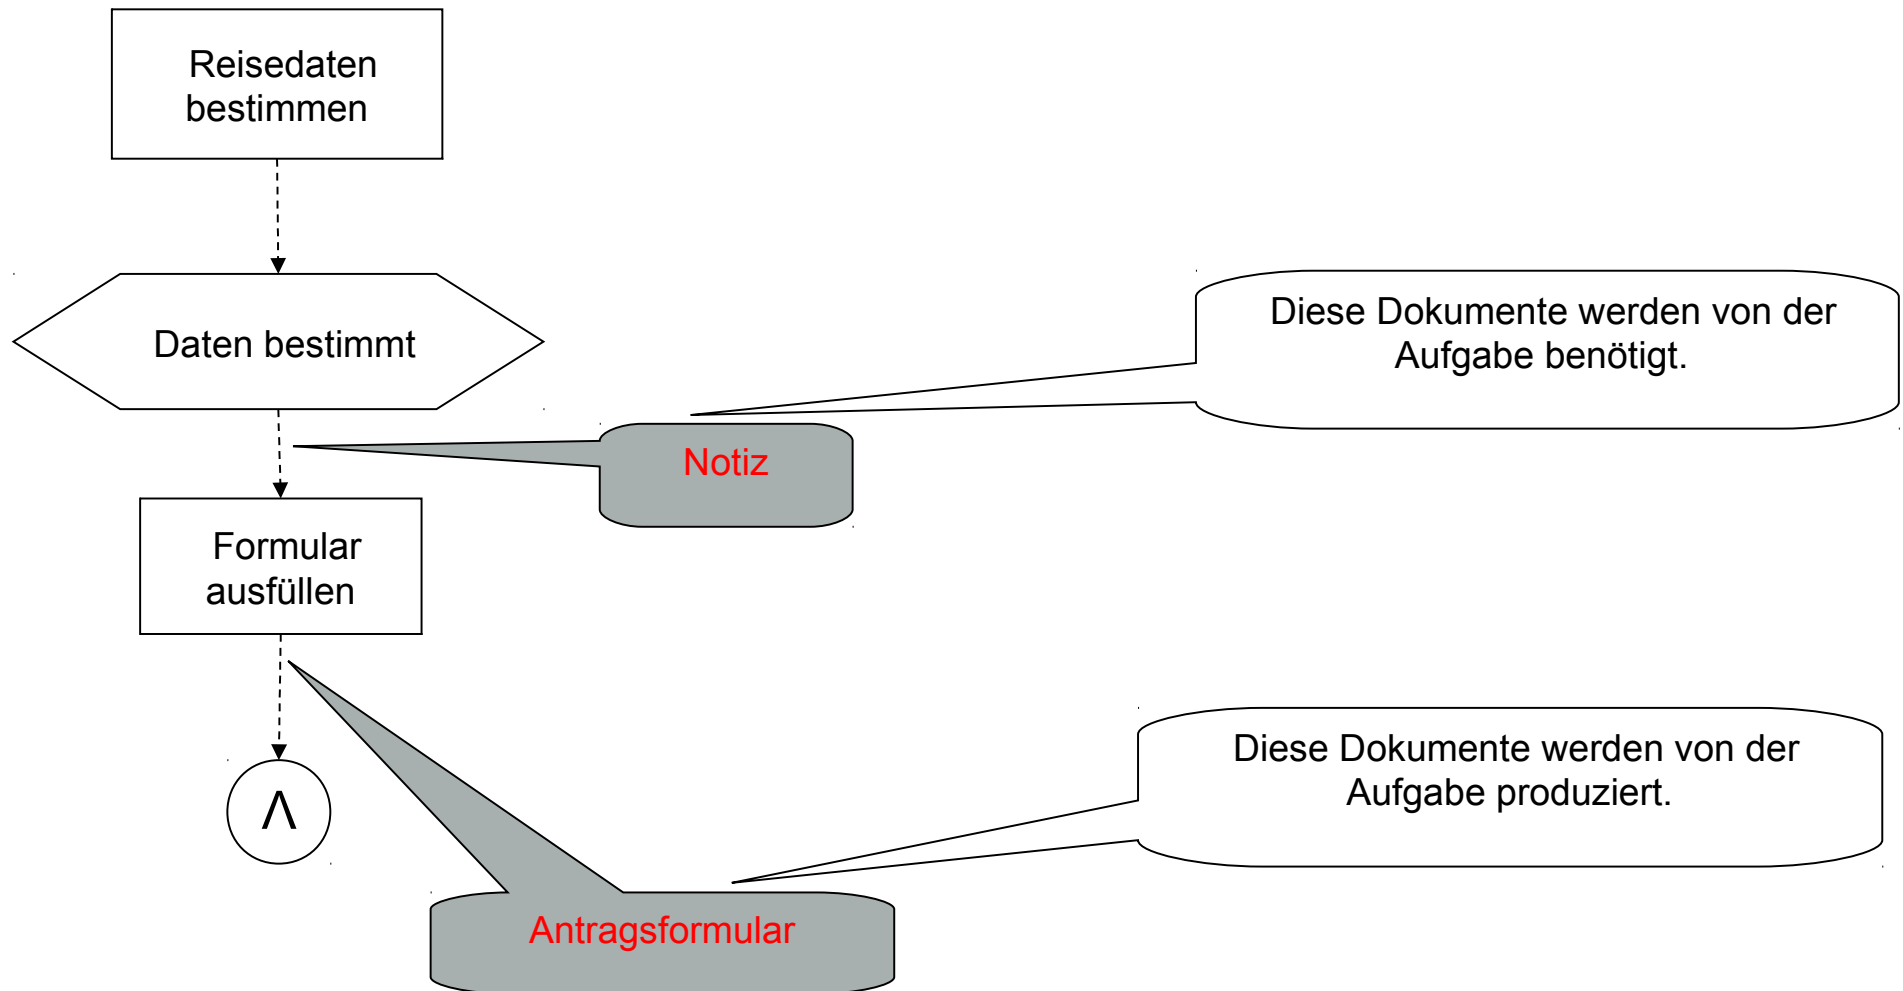 Reisedaten
bestimmen
Daten bestimmt
Diese Dokumente werden von der
Aufgabe benötigt.
Notiz
Formular
ausfüllen
Diese Dokumente werden von der
Aufgabe produziert.
Λ
Antragsformular